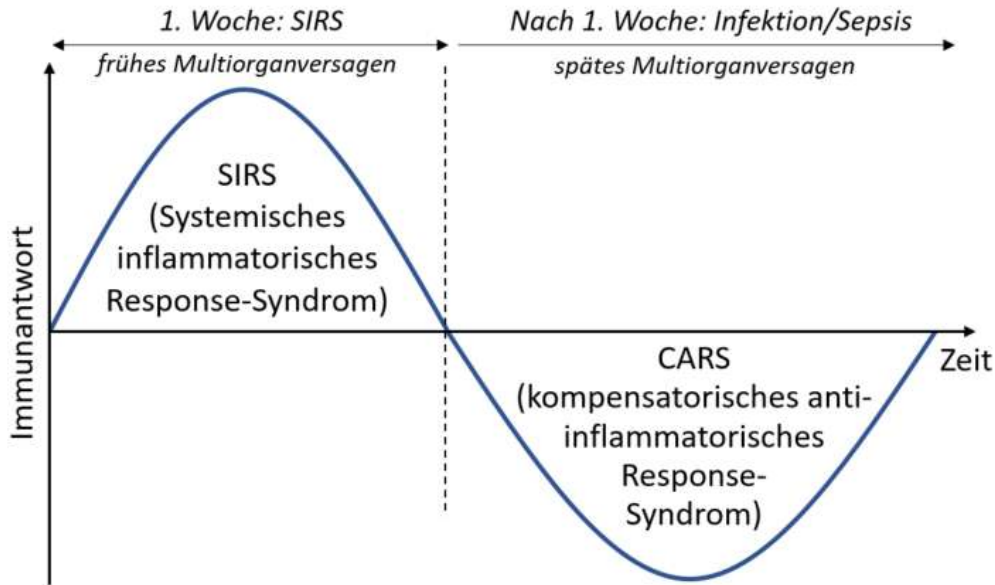 1. Woche: SIRS
frühes Multiorganversagen
Nach 1. Woche: Infektion/Sepsis
spätes Multiorganversagen
Immunantwort
SIRS
(Systemisches
inflammatorisches
Response-Syndrom)
Zeit
CARS
(kompensatorisches anti-
inflammatorisches
Response-
Syndrom)